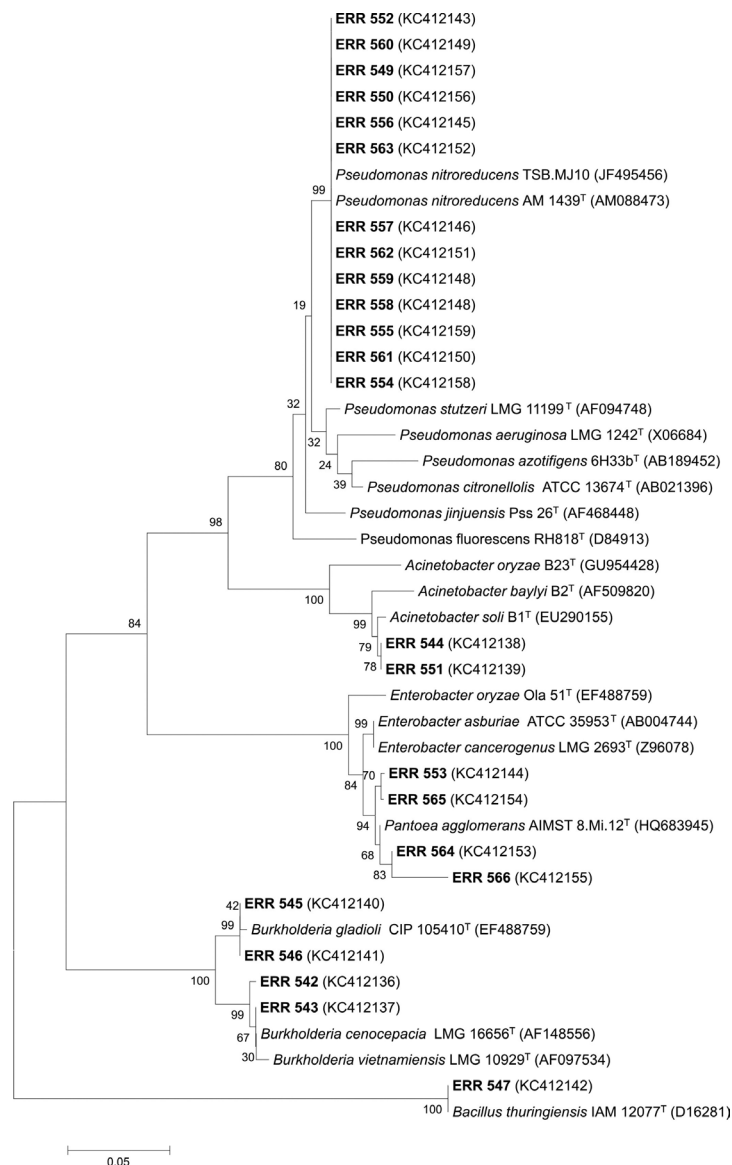 ERR 552 (KC412143)
ERR 560 (KC412149)
ERR 549 (KC412157)
ERR 550 (KC412156)
ERR 556 (KC412145)
ERR 563 (KC412152)
Pseudomonas nitroreducens TSB.MJ10 (JF495456)
99
Pseudomonas nitroreducens AM 1439ᵀ (AM088473)
ERR 557 (KC412146)
ERR 562 (KC412151)
ERR 559 (KC412148)
19
ERR 558 (KC412148)
ERR 555 (KC412159)
ERR 561 (KC412150)
ERR 554 (KC412158)
32
Pseudomonas stutzeri LMG 11199ᵀ (AF094748)
32
Pseudomonas aeruginosa LMG 1242ᵀ (X06684)
80
24
Pseudomonas azotifigens 6H33bᵀ (AB189452)
39
Pseudomonas citronellolis ATCC 13674ᵀ (AB021396)
Pseudomonas jinjuensis Pss 26ᵀ (AF468448)
98
Pseudomonas fluorescens RH818ᵀ (D84913)
Acinetobacter oryzae B23ᵀ (GU954428)
100
Acinetobacter baylyi B2ᵀ (AF509820)
99
Acinetobacter soli B1ᵀ (EU290155)
84
79
ERR 544 (KC412138)
78
ERR 551 (KC412139)
Enterobacter oryzae Ola 51ᵀ (EF488759)
99
Enterobacter asburiae ATCC 35953ᵀ (AB004744)
100
Enterobacter cancerogenus LMG 2693ᵀ (Z96078)
70
ERR 553 (KC412144)
84
ERR 565 (KC412154)
94
Pantoea agglomerans AIMST 8.Mi.12ᵀ (HQ683945)
68
ERR 564 (KC412153)
83
ERR 566 (KC412155)
42
ERR 545 (KC412140)
99
Burkholderia gladioli CIP 105410ᵀ (EF488759)
ERR 546 (KC412141)
100
ERR 542 (KC412136)
99
ERR 543 (KC412137)
67
Burkholderia cenocepacia LMG 16656ᵀ (AF148556)
30
Burkholderia vietnamiensis LMG 10929ᵀ (AF097534)
ERR 547 (KC412142)
100
Bacillus thuringiensis IAM 12077ᵀ (D16281)
0.05